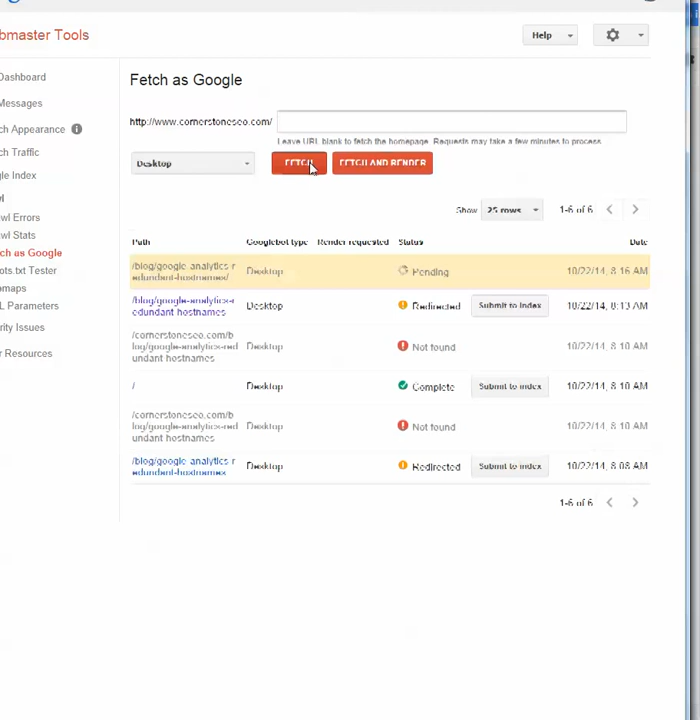 bmaster Tools
Help
Dashboard
Messages
ch Appearance
ch Traffic
gle Index
wl
wl Errors
wl Stats
ch as Google
ots.txt Tester
emaps
L Parameters
rity Issues
r Resources
Fetch as Google
http://www.cornerstoneseo.com/
Leave URL blank to fetch the homepage. Requests may take a few minutes to process.
Desktop FETCH FETCH AND RENDER
Show 25 rows 1-6 of 6
Path Googlebot type Render requested Status Date
/blog/google-analytics-r
edundant-hostnames/ Desktop Pending 10/22/14, 8:16 AM
/blog/google-analytics-r
edundant-hostnames Desktop Redirected Submit to index 10/22/14, 8:13 AM
/cornerstoneseo.com/b
log/google-analytics-red Desktop Not found 10/22/14, 8:10 AM
undant-hostnames
/ Desktop Complete Submit to index 10/22/14, 8:10 AM
/cornerstoneseo.com/b
log/google-analytics-red Desktop Not found 10/22/14, 8:10 AM
undant-hostnames
/blog/google-analytics-r
edundant-hostnames Desktop Redirected Submit to index 10/22/14, 8:08 AM
1-6 of 6